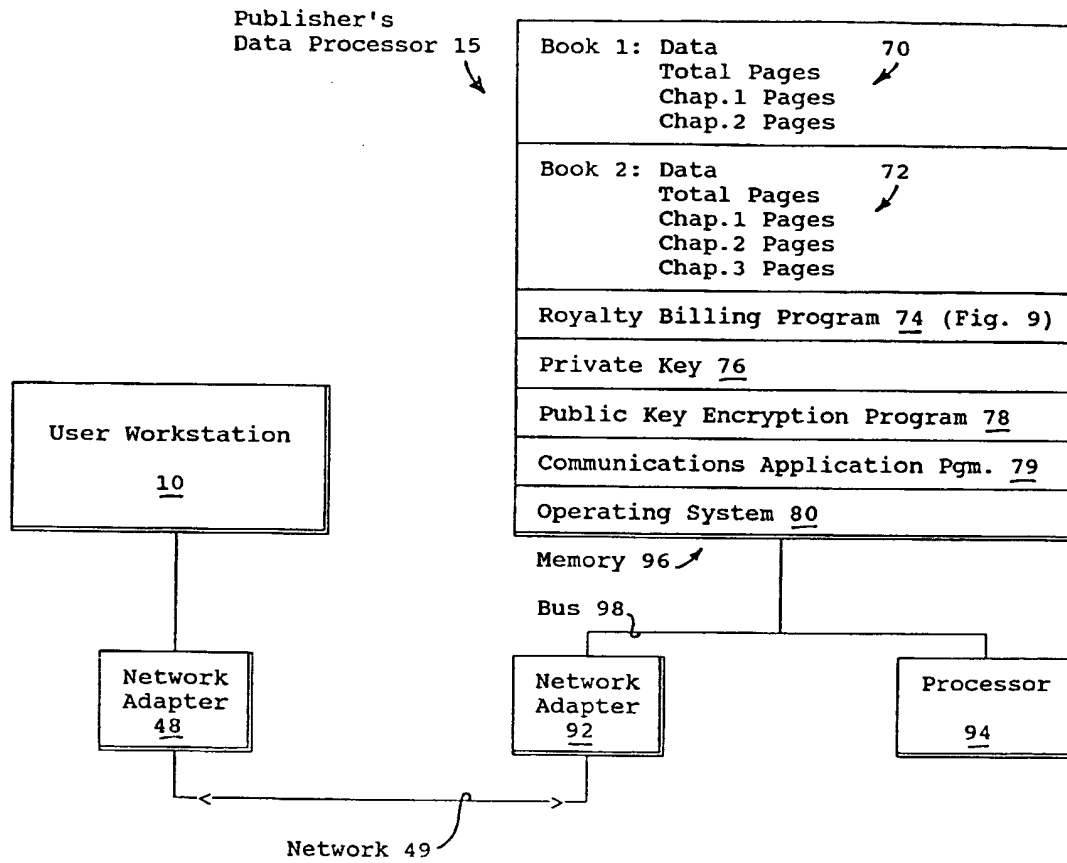 Publisher's
Data Processor 15
Book 1: Data 70
Total Pages
Chap.1 Pages
Chap.2 Pages
Book 2: Data 72
Total Pages
Chap.1 Pages
Chap.2 Pages
Chap.3 Pages
Royalty Billing Program 74 (Fig. 9)
Private Key 76
Public Key Encryption Program 78
Communications Application Pgm. 79
Operating System 80
Memory 96
Bus 98
User Workstation
10
Network
Adapter
48
Network
Adapter
92
Processor
94
Network 49